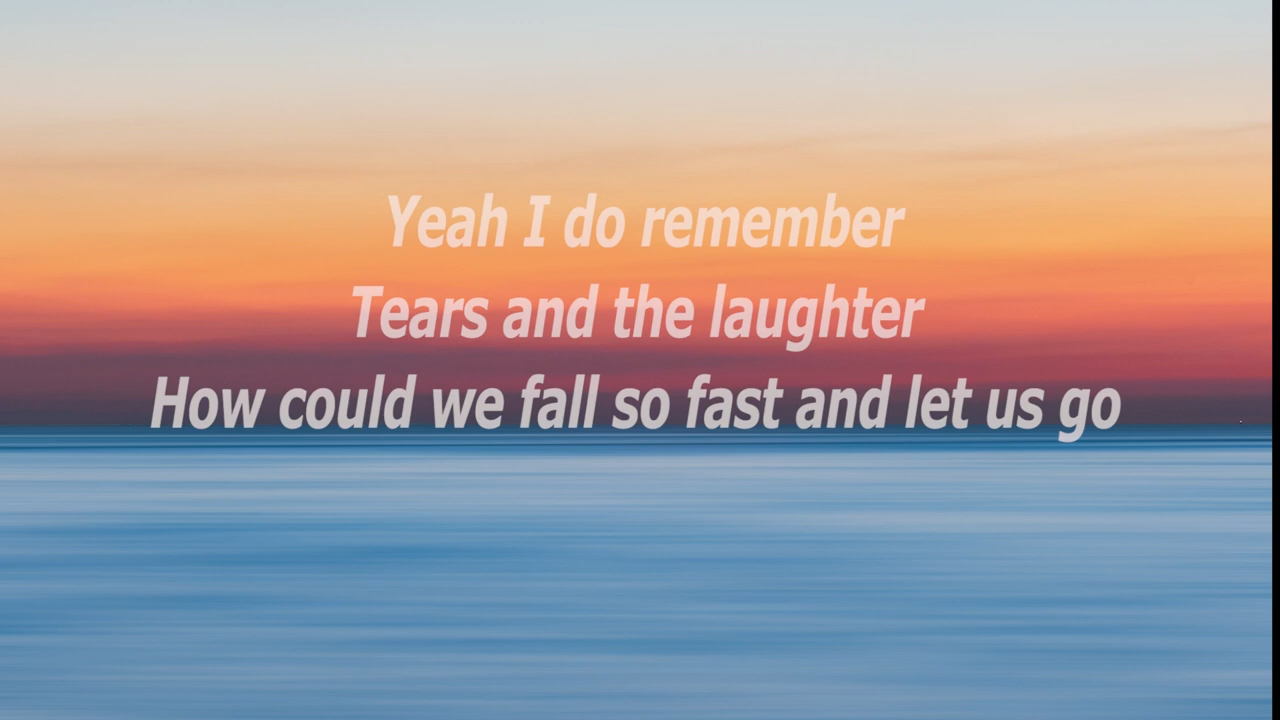 Yeah I do remember
Tears and the laughter
How could we fall so fast and let us go